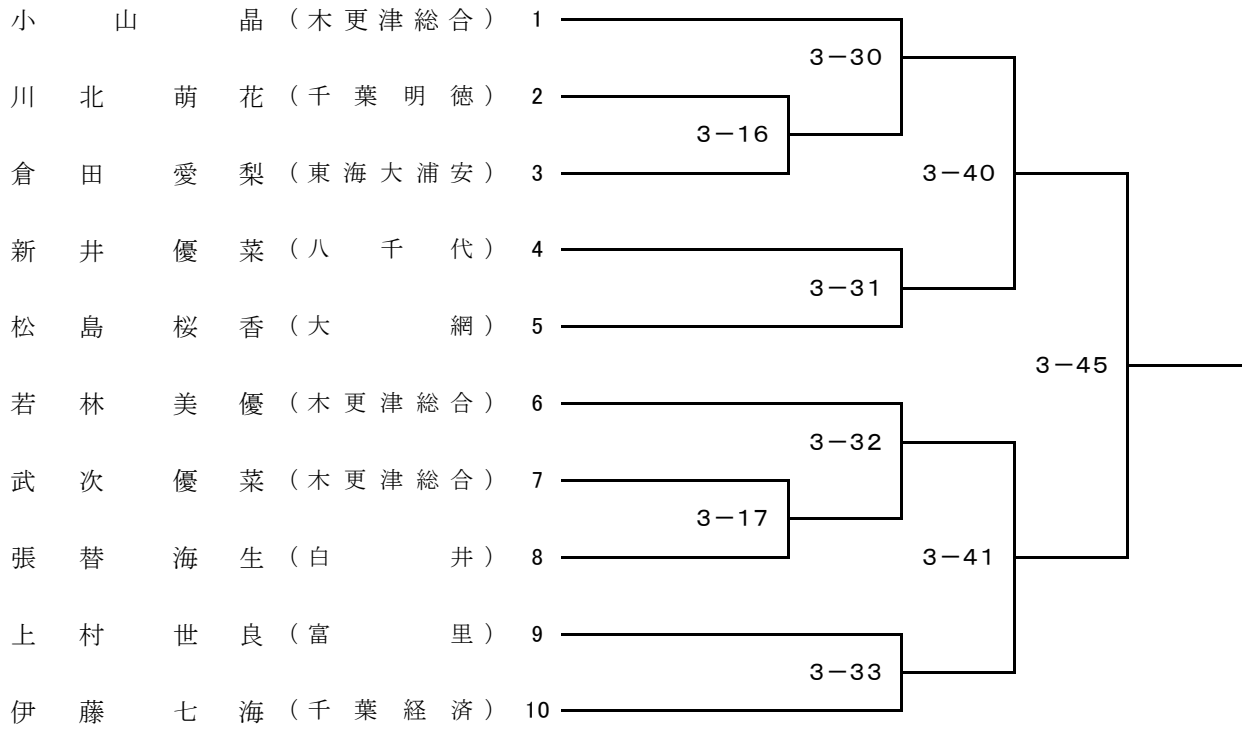 小山晶（木更津総合） 1
3－30
川北萌花（千葉明徳） 2
3－16
倉田愛梨（東海大浦安） 3
3－40
新井優菜（八千代） 4
3－31
松島桜香（大網） 5
3－45
若林美優（木更津総合） 6
3－32
武次優菜（木更津総合） 7
3－17
張替海生（白井） 8
3－41
上村世良（富里） 9
3－33
伊藤七海（千葉経済） 10